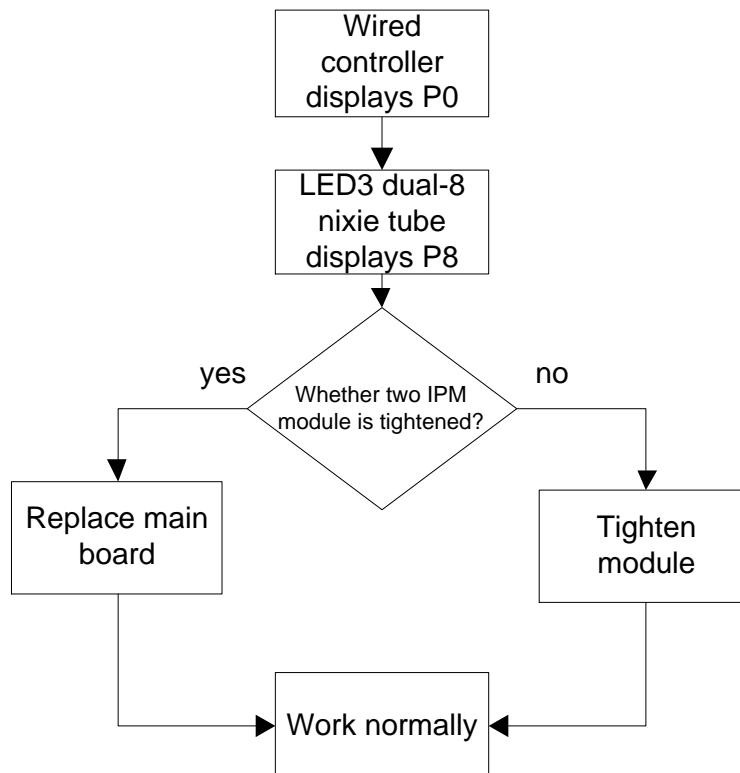 Wired
controller
displays P0
LED3 dual-8
nixie tube
displays P8
yes
no
Whether two IPM
module is tightened?
Replace main
board
Tighten
module
Work normally